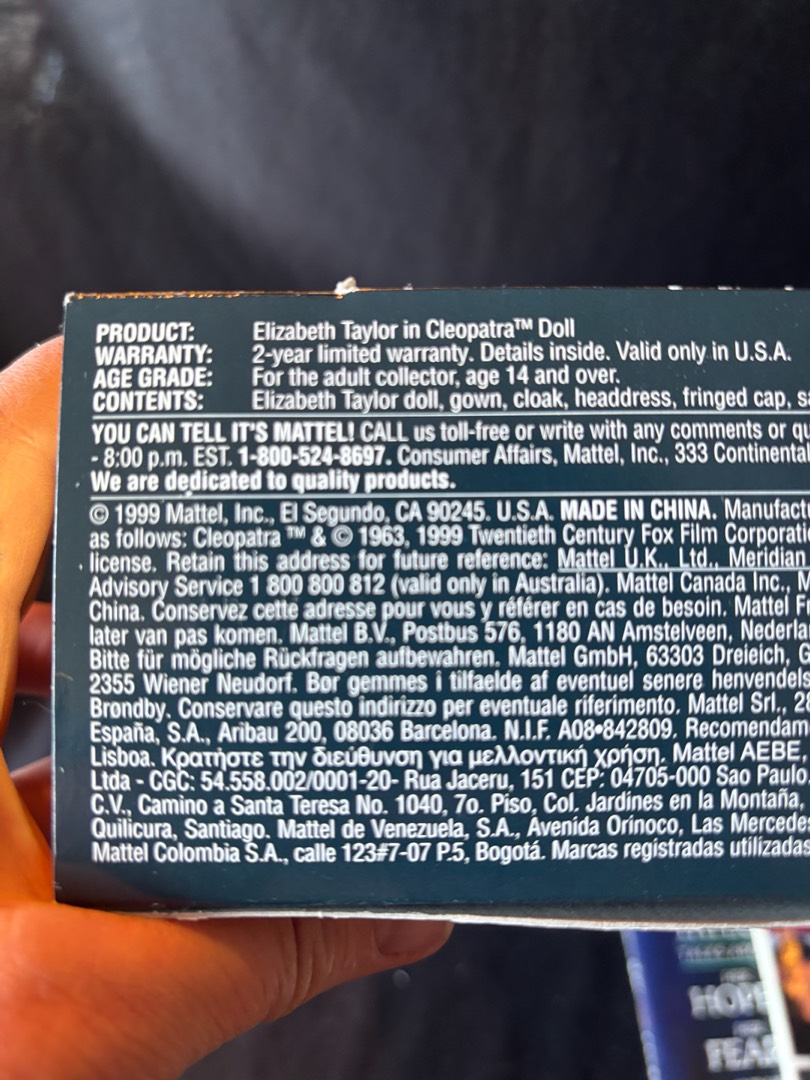 PRODUCT: Elizabeth Taylor in Cleopatra™ Doll
WARRANTY: 2-year limited warranty. Details inside. Valid only in U.S.A.
AGE GRADE: For the adult collector, age 14 and over.
CONTENTS: Elizabeth Taylor doll, gown, cloak, headdress, fringed cap,
YOU CAN TELL IT'S MATTEL! CALL us toll-free or write with any comments or
- 8:00 p.m. EST. 1-800-524-8697. Consumer Affairs, Mattel, Inc., 333 Continental
We are dedicated to quality products.
© 1999 Mattel, Inc., El Segundo, CA 90245. U.S.A. MADE IN CHINA.
as follows: Cleopatra ™ & © 1963, 1999 Twentieth Century Fox Film
license. Retain this address for future reference: Mattel U.K., Ltd., Meridian
Advisory Service 1 800 800 812 (valid only in Australia). Mattel Canada Inc.,
China. Conservez cette adresse pour vous y référer en cas de besoin. Mattel
later van pas komen. Mattel B.V., Postbus 576, 1180 AN Amstelveen,
Bitte für mögliche Rückfragen aufbewahren. Mattel GmbH, 63303 Dreieich,
2355 Wiener Neudorf. Bør gemmes i tilfaelde af eventuel senere
Brøndby. Conservare questo indirizzo per eventuale riferimento. Mattel Srl.,
España, S.A., Aribau 200, 08036 Barcelona. N.I.F. A08•842809.
Lisboa. Κρατήστε την διεύθυνση για μελλοντική χρήση. Mattel AEBE,
Ltda - CGC: 54.558.002/0001-20- Rua Jaceru, 151 CEP: 04705-000 Sao Paulo
C.V., Camino a Santa Teresa No. 1040, 7o. Piso, Col. Jardines en la Montaña,
Quilicura, Santiago. Mattel de Venezuela, S.A., Avenida Orinoco, Las
Mattel Colombia S.A., calle 123#7-07 P.5, Bogotá. Marcas registradas
HOPE
FEAR